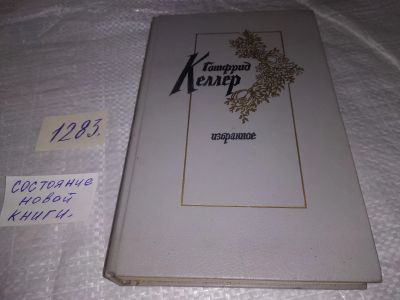 Готфрид
Келлер
избранное
1283.
СОСТОЯНИЕ
НОВОЙ
КНИГИ.